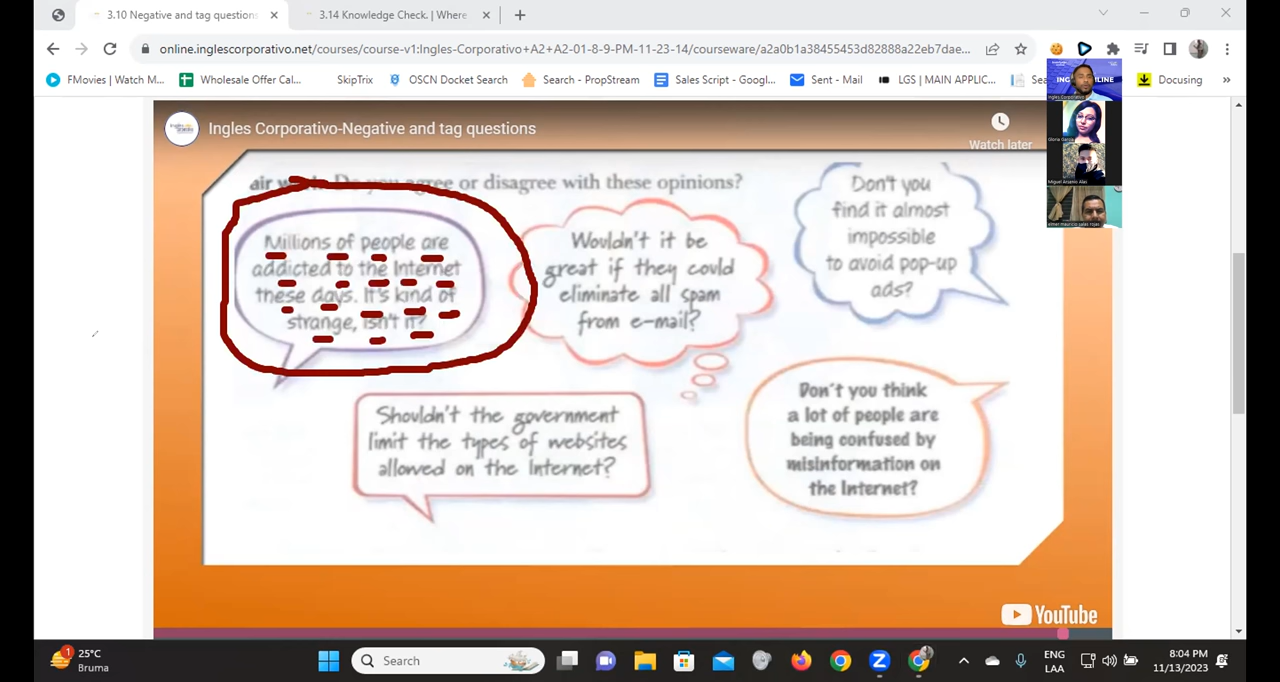 3.10 Negative and tag questions
3.14 Knowledge Check. | Where
online.inglescorporativo.net/courses/course-v1:Ingles-Corporativo+A2+A2-01-8-9-PM-11-23-14/courseware/a2a0b1a38455453d82888a22eb7dae...
FMovies | Watch M...
Wholesale Offer Cal...
SkipTrix
OSCN Docket Search
Search - PropStream
Sales Script - Googl...
Sent - Mail
LGS | MAIN APPLIC...
Docusing
Ingles Corporativo-Negative and tag questions
Watch later
air Do you agree or disagree with these opinions?
Millions of people are
addicted to the Internet
these days. It's kind of
strange, isn't it?
Wouldn't it be
great if they could
eliminate all spam
from e-mail?
Don't you
find it almost
impossible
to avoid pop-up
ads?
Shouldn't the government
limit the types of websites
allowed on the Internet?
Don't you think
a lot of people are
being confused by
misinformation on
the Internet?
YouTube
1
25°C
Bruma
Search
ENG
LAA
8:04 PM
11/13/2023